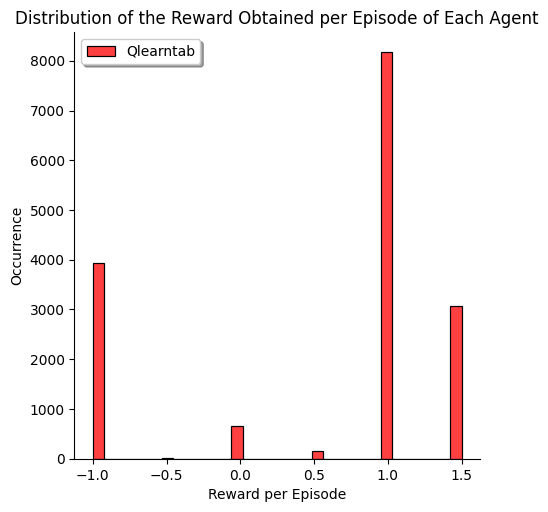 Distribution of the Reward Obtained per Episode of Each Agent
Qlearntab
8000
7000
6000
5000
4000
3000
2000
1000
0
Occurrence
−1.0 −0.5 0.0 0.5 1.0 1.5
Reward per Episode